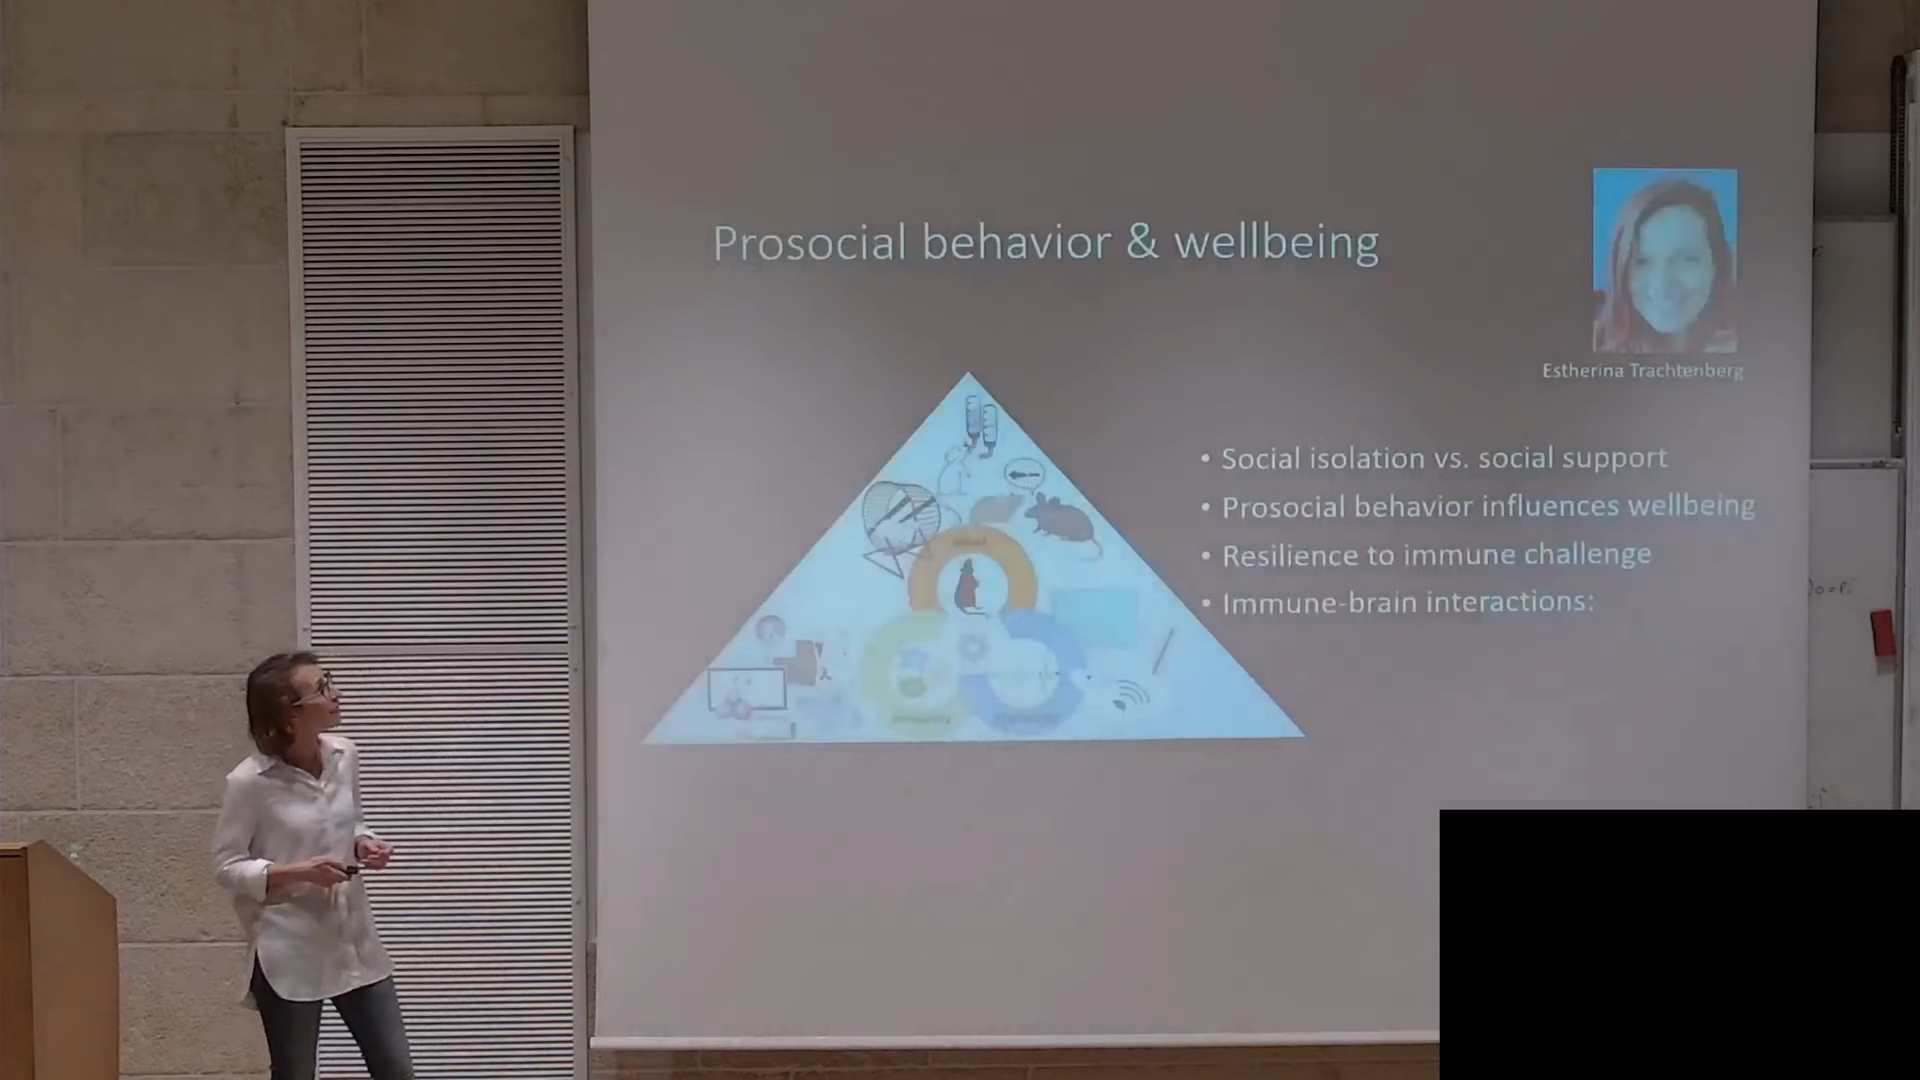 Prosocial behavior & wellbeing
Estherina Trachtenberg
• Social isolation vs. social support
• Prosocial behavior influences wellbeing
• Resilience to immune challenge
• Immune-brain interactions: